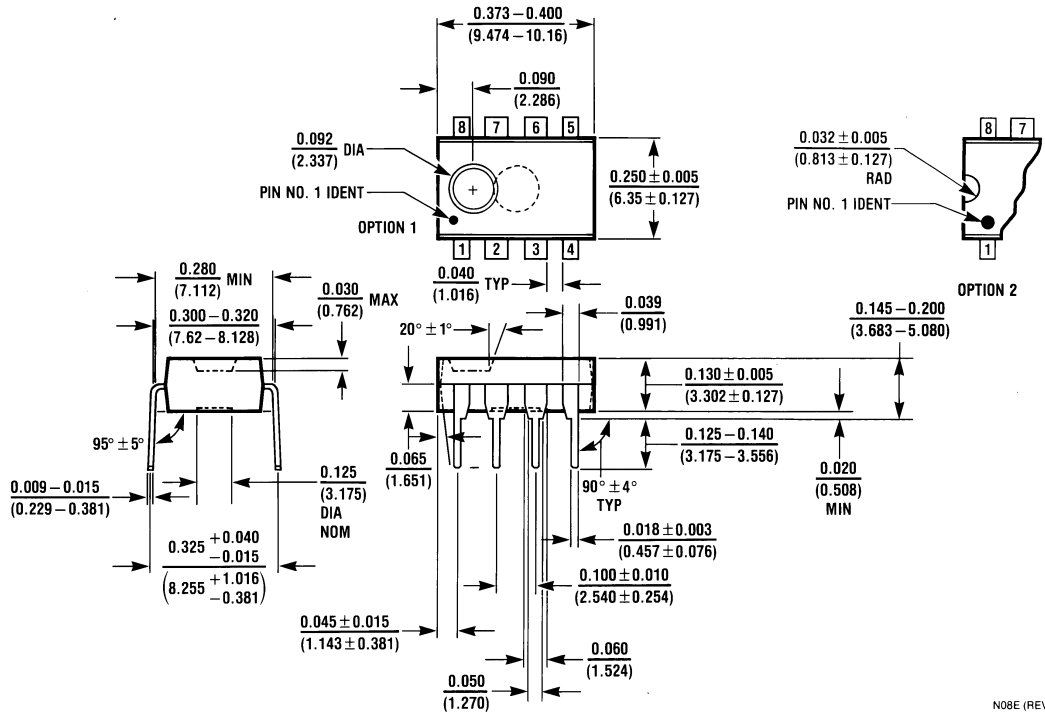 0.373 – 0.400
(9.474 – 10.16)
0.090
(2.286)
8 7 6 5
0.092
(2.337)
DIA
PIN NO. 1 IDENT
OPTION 1
0.250 ± 0.005
(6.35 ± 0.127)
1 2 3 4
8 7
0.032 ± 0.005
(0.813 ± 0.127)
RAD
PIN NO. 1 IDENT
1
OPTION 2
0.280
(7.112)
MIN
0.300 – 0.320
(7.62 – 8.128)
0.030
(0.762)
MAX
0.040
(1.016)
TYP
0.039
(0.991)
20° ± 1°
0.145 – 0.200
(3.683 – 5.080)
0.130 ± 0.005
(3.302 ± 0.127)
95° ± 5°
0.065
(1.651)
0.125 – 0.140
(3.175 – 3.556)
0.020
(0.508)
MIN
90° ± 4°
TYP
0.009 – 0.015
(0.229 – 0.381)
0.125
(3.175)
DIA
NOM
0.018 ± 0.003
(0.457 ± 0.076)
0.325 +0.040 –0.015
(8.255 +1.016 –0.381)
0.100 ± 0.010
(2.540 ± 0.254)
0.045 ± 0.015
(1.143 ± 0.381)
0.060
(1.524)
0.050
(1.270)
N08E (REV